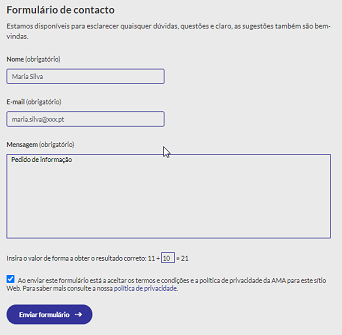 Formulário de contacto
Estamos disponíveis para esclarecer quaisquer dúvidas, questões e claro, as sugestões também são bem-
vindas.
Nome (obrigatório)
Maria Silva
E-mail (obrigatório)
maria.silva@xxx.pt
Mensagem (obrigatório)
Pedido de informação
Insira o valor de forma a obter o resultado correto: 11 + 10 = 21
Ao enviar este formulário está a aceitar os termos e condições e a política de privacidade da AMA para este sítio
Web. Para saber mais consulte a nossa política de privacidade.
Enviar formulário